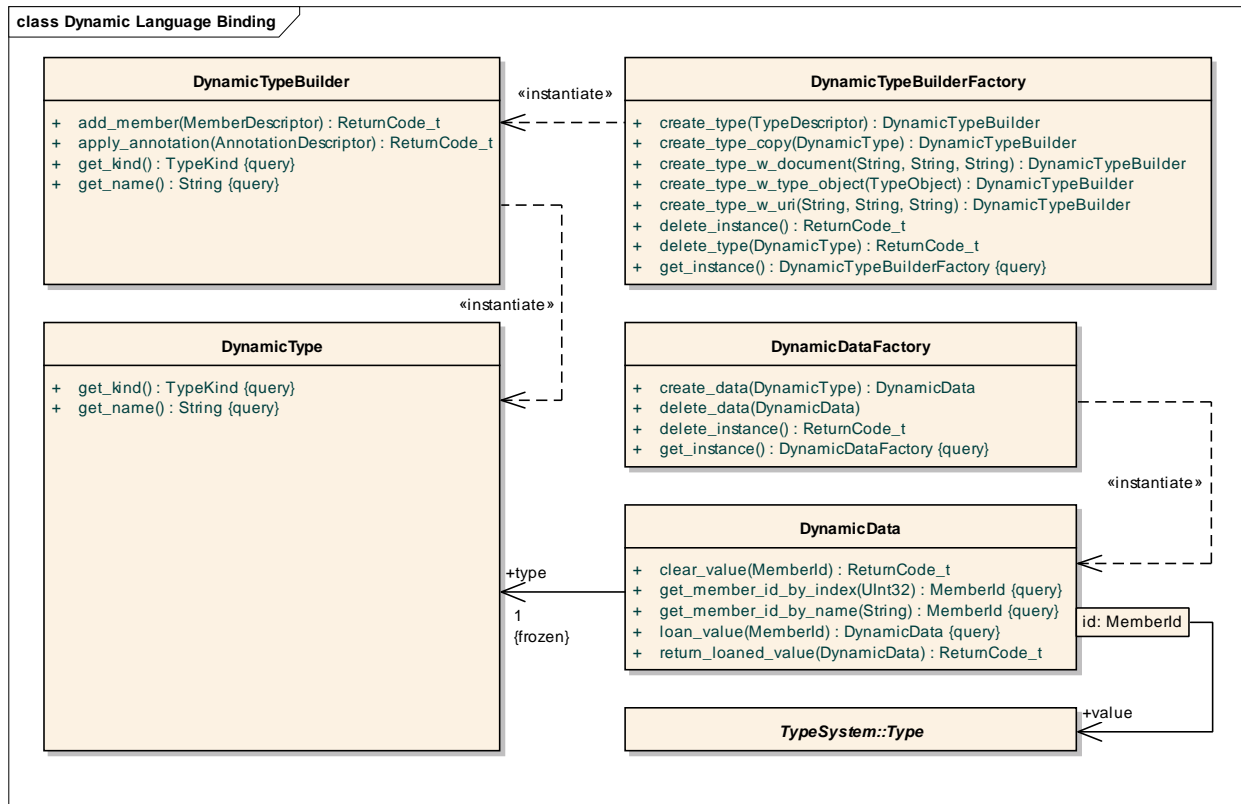 class Dynamic Language Binding
DynamicTypeBuilder
+ add_member(MemberDescriptor) : ReturnCode_t
+ apply_annotation(AnnotationDescriptor) : ReturnCode_t
+ get_kind() : TypeKind {query}
+ get_name() : String {query}
«instantiate»
DynamicTypeBuilderFactory
+ create_type(TypeDescriptor) : DynamicTypeBuilder
+ create_type_copy(DynamicType) : DynamicTypeBuilder
+ create_type_w_document(String, String, String) : DynamicTypeBuilder
+ create_type_w_type_object(TypeObject) : DynamicTypeBuilder
+ create_type_w_uri(String, String, String) : DynamicTypeBuilder
+ delete_instance() : ReturnCode_t
+ delete_type(DynamicType) : ReturnCode_t
+ get_instance() : DynamicTypeBuilderFactory {query}
«instantiate»
DynamicType
+ get_kind() : TypeKind {query}
+ get_name() : String {query}
DynamicDataFactory
+ create_data(DynamicType) : DynamicData
+ delete_data(DynamicData)
+ delete_instance() : ReturnCode_t
+ get_instance() : DynamicDataFactory {query}
«instantiate»
DynamicData
+ clear_value(MemberId) : ReturnCode_t
+ get_member_id_by_index(UInt32) : MemberId {query}
+ get_member_id_by_name(String) : MemberId {query}
+ loan_value(MemberId) : DynamicData {query}
+ return_loaned_value(DynamicData) : ReturnCode_t
+type
1
{frozen}
id: MemberId
+value
TypeSystem::Type